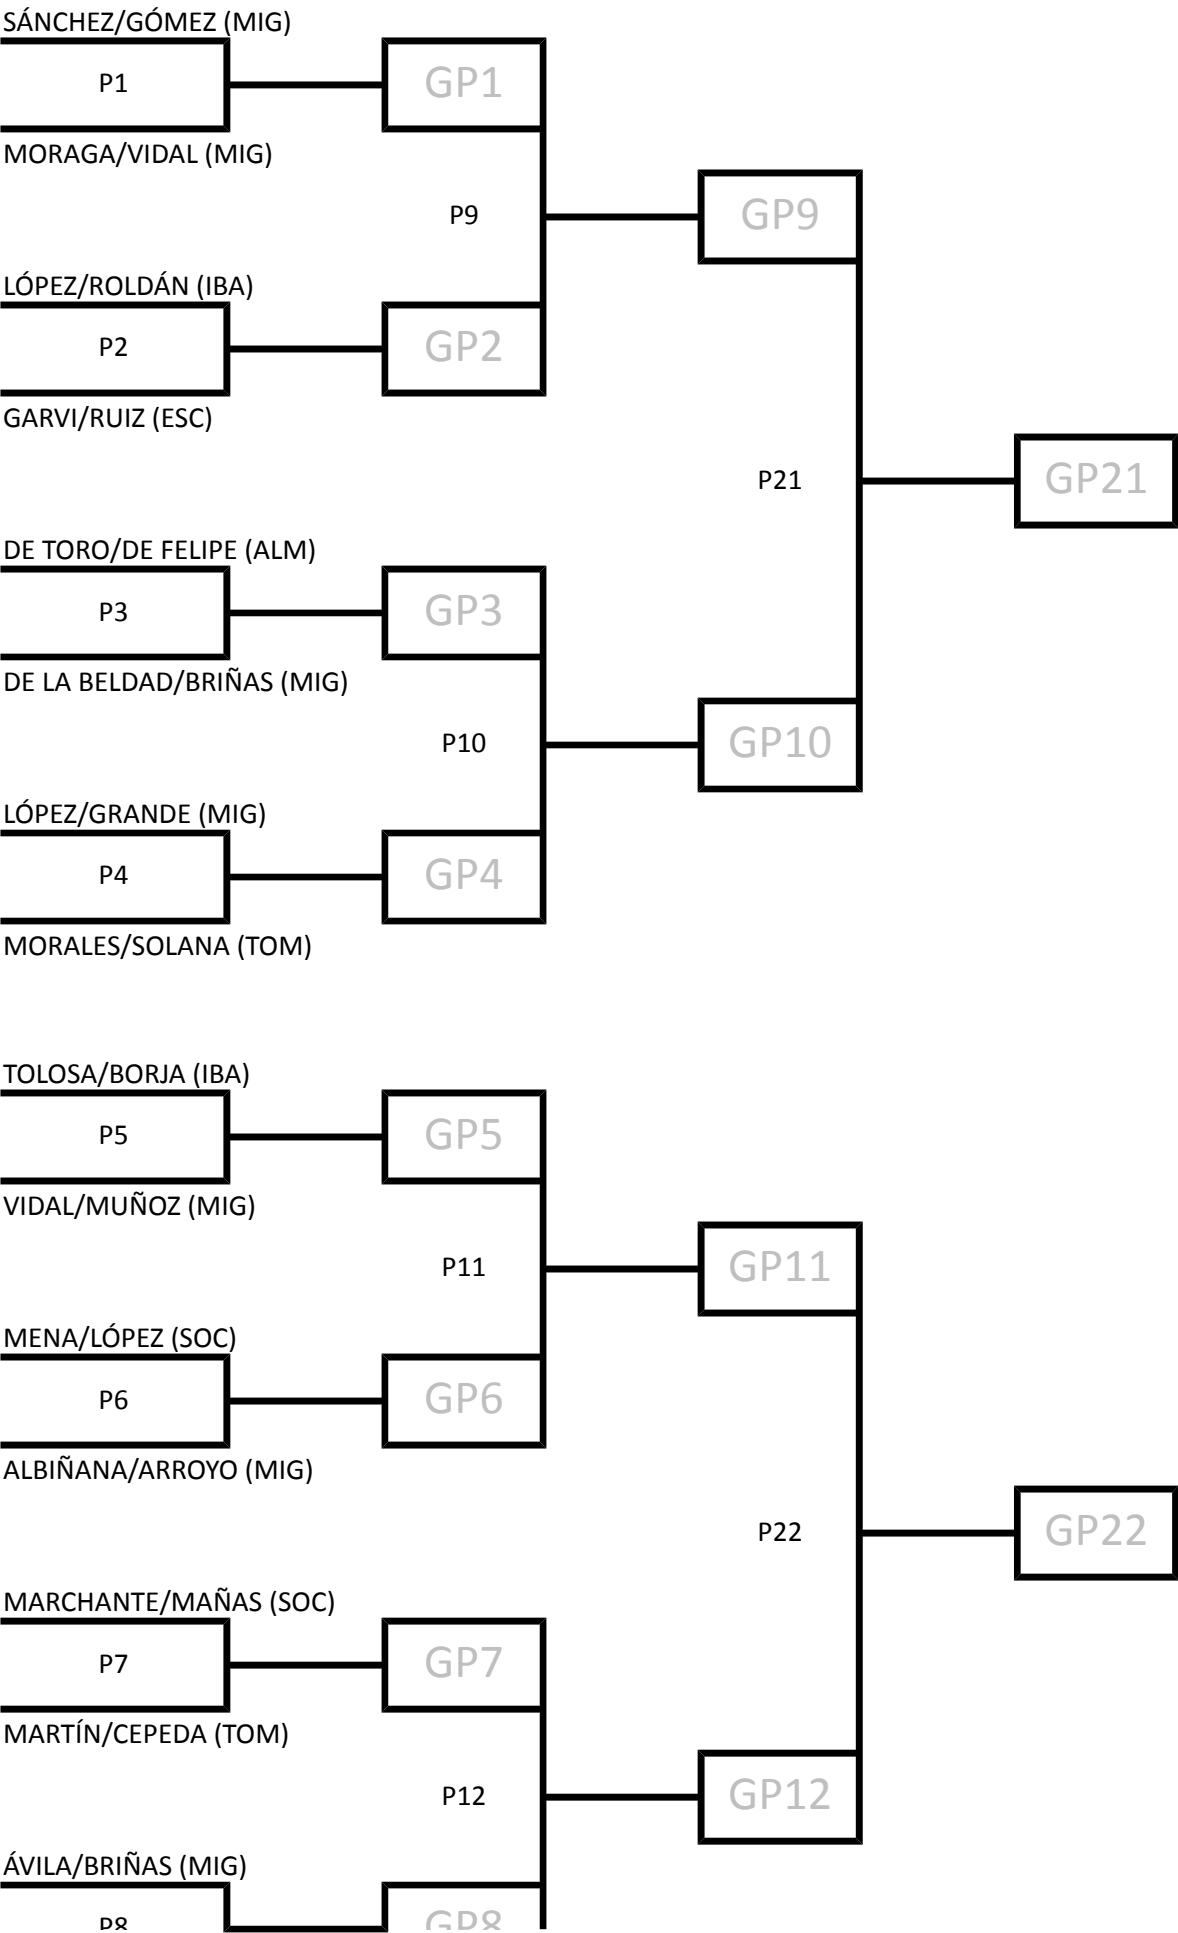 SÁNCHEZ/GÓMEZ (MIG)
P1
GP1
MORAGA/VIDAL (MIG)
P9
GP9
LÓPEZ/ROLDÁN (IBA)
P2
GP2
GARVI/RUIZ (ESC)
P21
GP21
DE TORO/DE FELIPE (ALM)
P3
GP3
DE LA BELDAD/BRIÑAS (MIG)
P10
GP10
LÓPEZ/GRANDE (MIG)
P4
GP4
MORALES/SOLANA (TOM)
TOLOSA/BORJA (IBA)
P5
GP5
VIDAL/MUÑOZ (MIG)
P11
GP11
MENA/LÓPEZ (SOC)
P6
GP6
ALBIÑANA/ARROYO (MIG)
P22
GP22
MARCHANTE/MAÑAS (SOC)
P7
GP7
MARTÍN/CEPEDA (TOM)
P12
GP12
ÁVILA/BRIÑAS (MIG)
P8
GP8